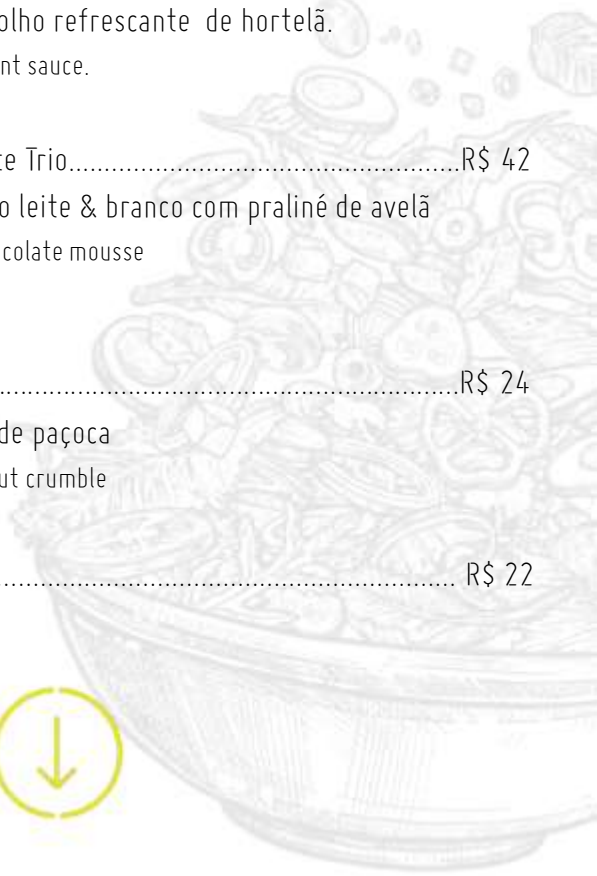 olho refrescante de hortelã.
nt sauce.
te Trio.......................................................R$ 42
o leite & branco com praliné de avelã
colate mousse
.................................................................R$ 24
de paçoca
ut crumble
................................................................ R$ 22